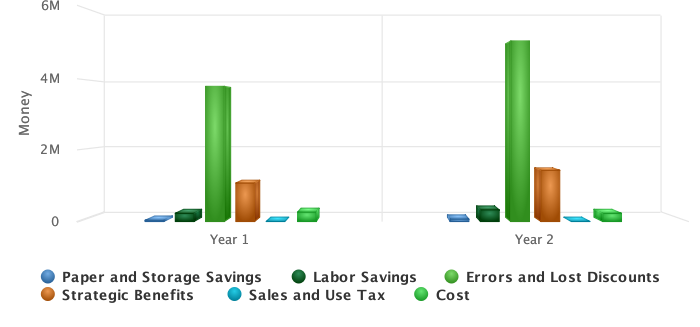 6M
4M
2M
0
Money
Year 1
Year 2
Paper and Storage Savings
Labor Savings
Errors and Lost Discounts
Strategic Benefits
Sales and Use Tax
Cost